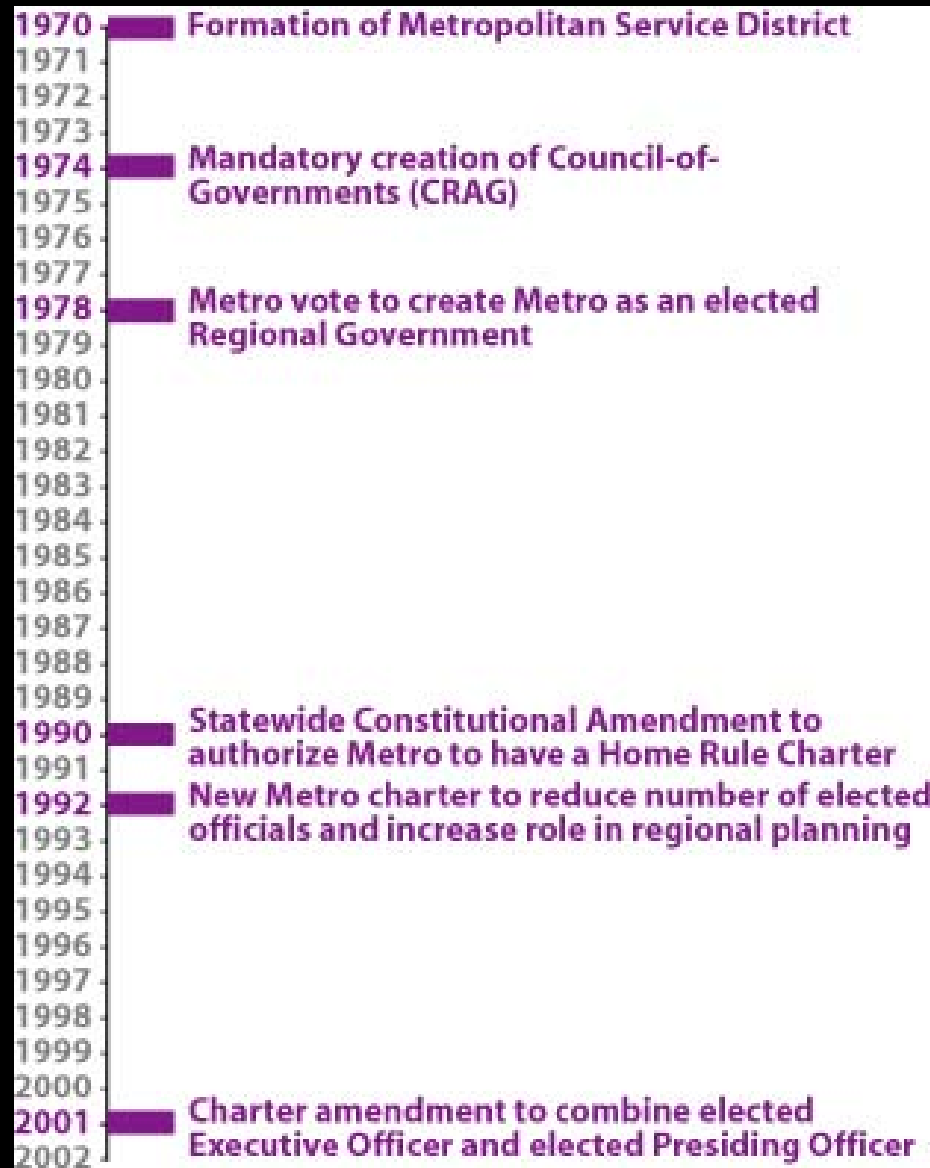 1970 Formation of Metropolitan Service District
1971
1972
1973
1974 Mandatory creation of Council-of-
Governments (CRAG)
1975
1976
1977
1978 Metro vote to create Metro as an elected
Regional Government
1979
1980
1981
1982
1983
1984
1985
1986
1987
1988
1989
1990 Statewide Constitutional Amendment to
authorize Metro to have a Home Rule Charter
1991
1992 New Metro charter to reduce number of elected
officials and increase role in regional planning
1993
1994
1995
1996
1997
1998
1999
2000
2001 Charter amendment to combine elected
Executive Officer and elected Presiding Officer
2002